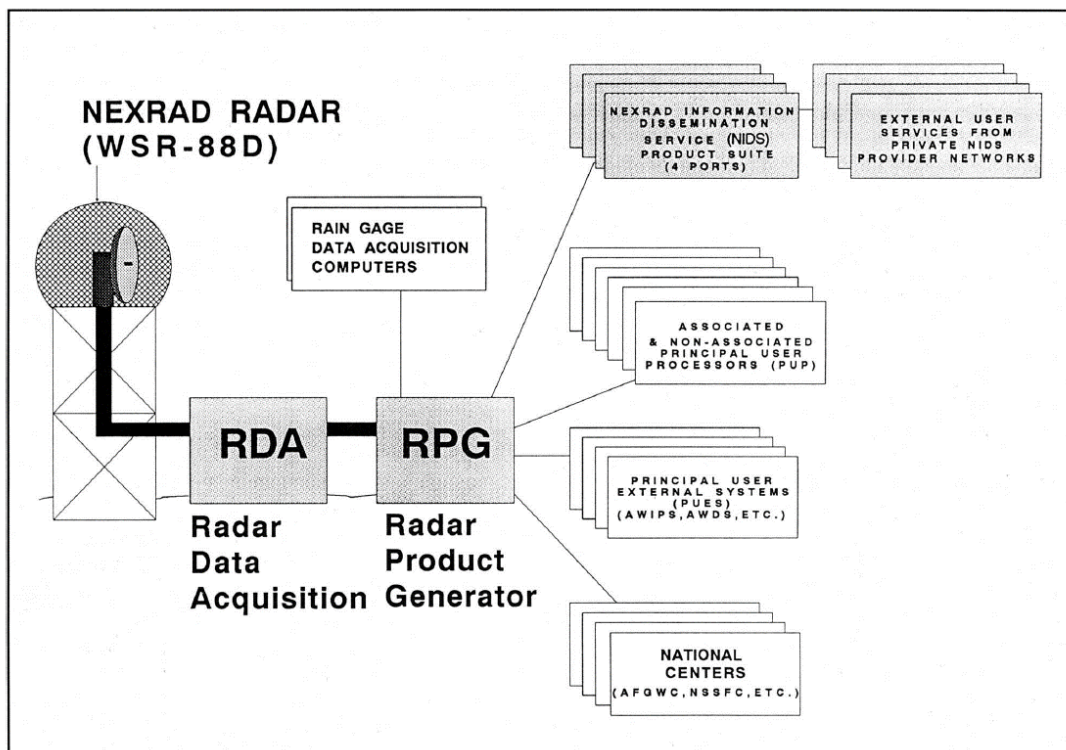 NEXRAD RADAR
(WSR-88D)
NEXRAD INFORMATION
DISSEMINATION
SERVICE (NIDS)
PRODUCT SUITE
(4 PORTS)
EXTERNAL USER
SERVICES FROM
PRIVATE NIDS
PROVIDER NETWORKS
RAIN GAGE
DATA ACQUISITION
COMPUTERS
ASSOCIATED
& NON-ASSOCIATED
PRINCIPAL USER
PROCESSORS (PUP)
RDA
RPG
Radar
Data
Acquisition
Radar
Product
Generator
PRINCIPAL USER
EXTERNAL SYSTEMS
(PUES)
(AWIPS,AWDS,ETC.)
NATIONAL
CENTERS
(AFGWC,NSSFC,ETC.)